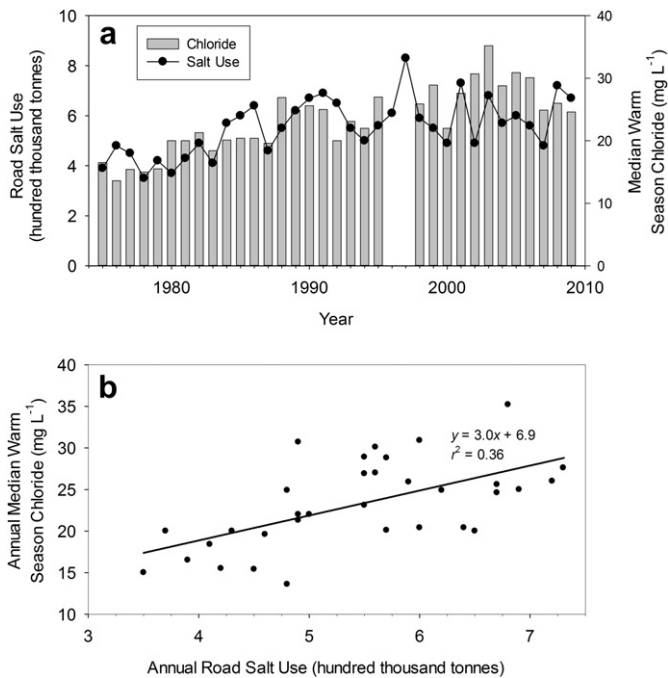 a
Chloride
Salt Use
Road Salt Use
(hundred thousand tonnes)
10
8
6
4
2
0
Median Warm
Season Chloride (mg L⁻¹)
40
30
20
10
0
1980
1990
2000
2010
Year
b
Annual Median Warm
Season Chloride (mg L⁻¹)
40
35
30
25
20
15
10
y = 3.0x + 6.9
r² = 0.36
3
4
5
6
7
Annual Road Salt Use (hundred thousand tonnes)